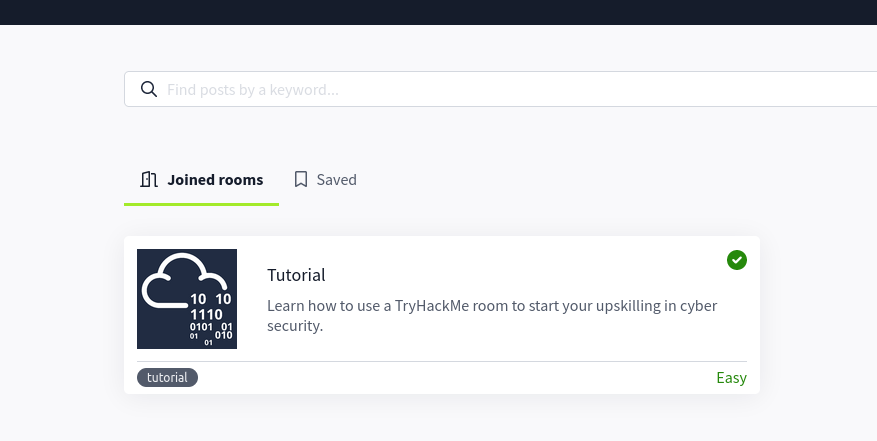 Find posts by a keyword...
Joined rooms
Saved
10 10
1110
0101 01
01 010
01
Tutorial
Learn how to use a TryHackMe room to start your upskilling in cyber
security.
tutorial
Easy